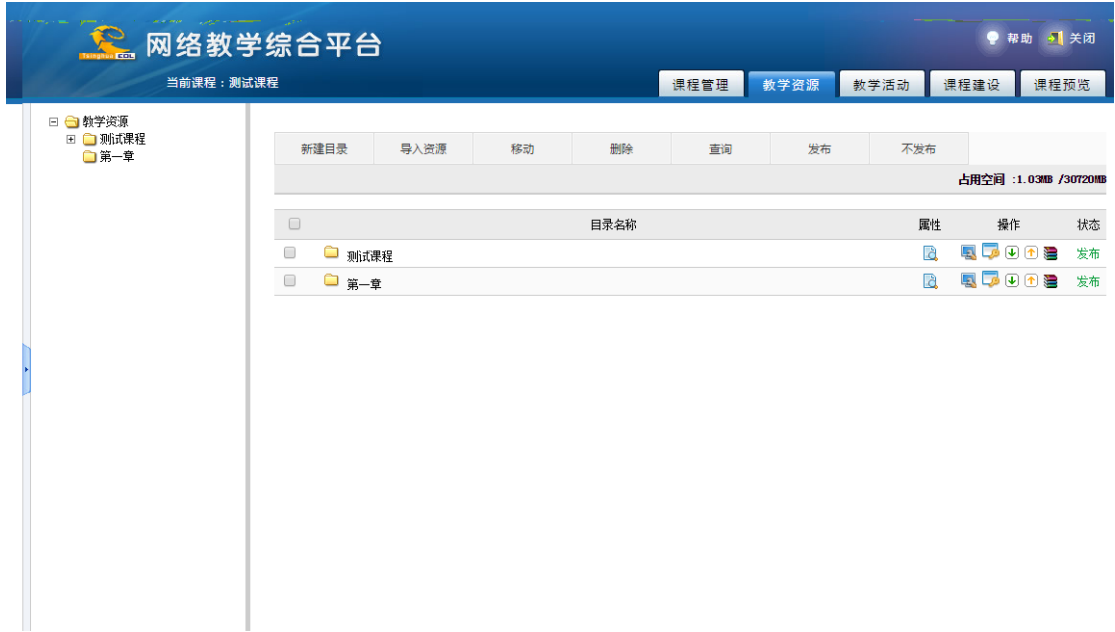 TsingHua COL
网络教学综合平台
帮助 关闭
当前课程：测试课程
课程管理 教学资源 教学活动 课程建设 课程预览
教学资源
测试课程
第一章
新建目录 导入资源 移动 删除 查询 发布 不发布
占用空间 :1.03MB /30720MB
目录名称 属性 操作 状态
测试课程 发布
第一章 发布